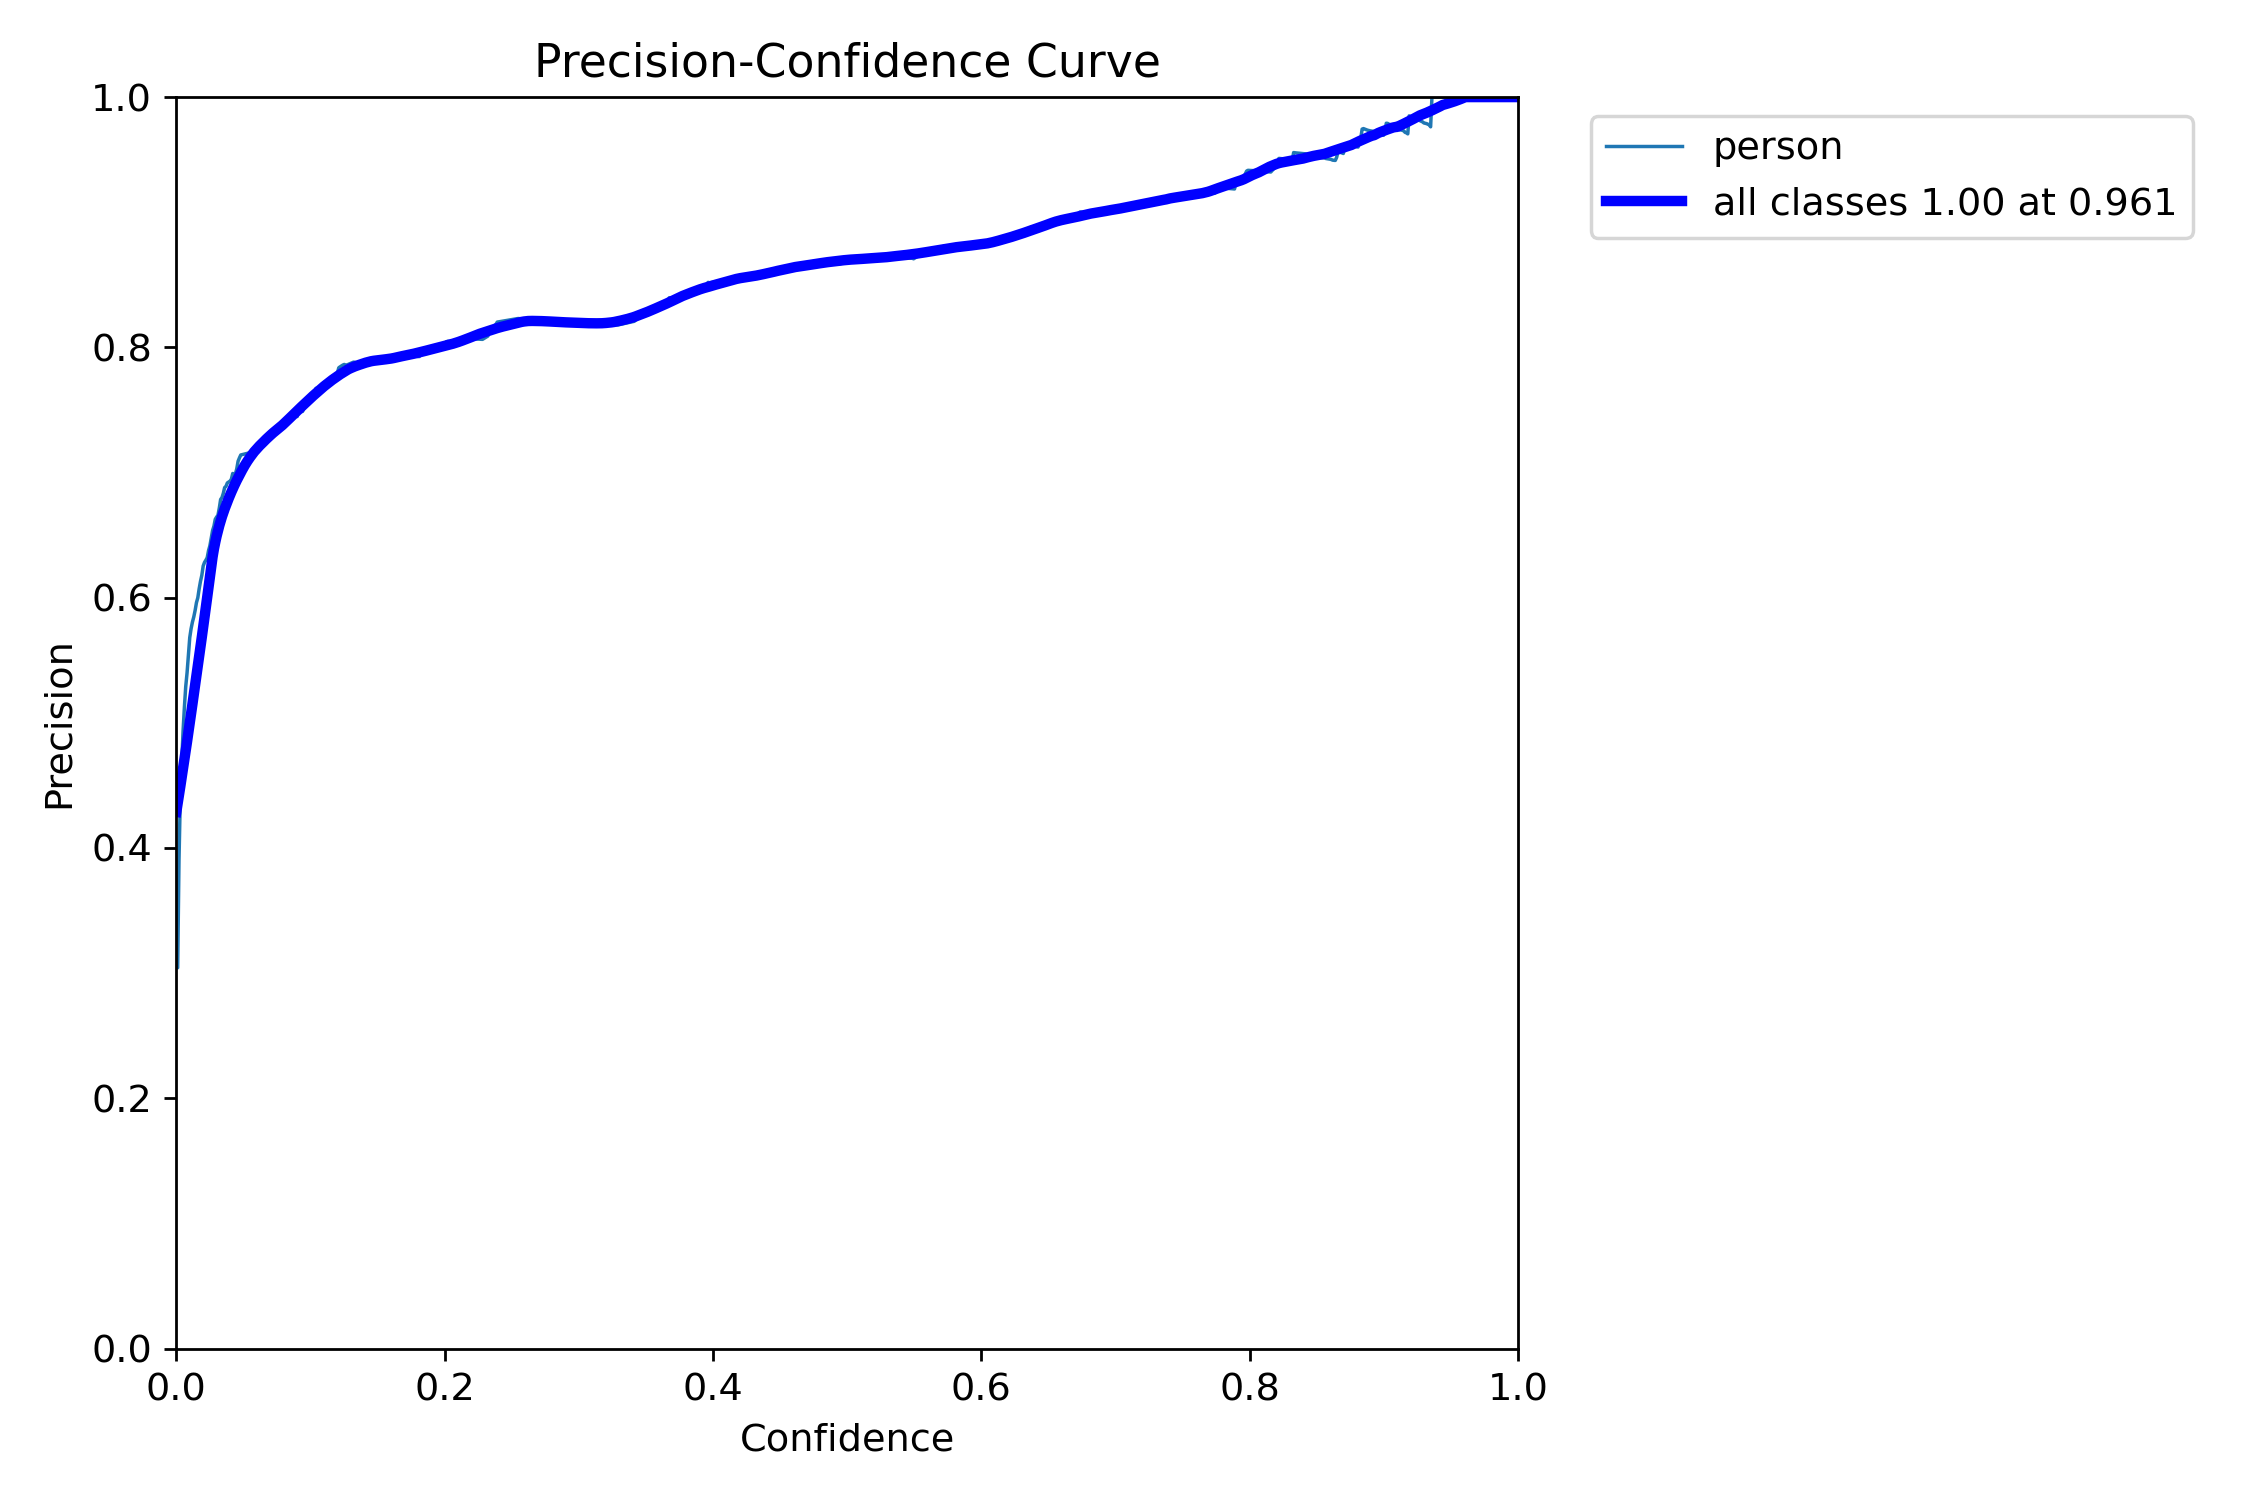 Precision-Confidence Curve
1.0
0.8
0.6
0.4
0.2
0.0
Precision
0.0 0.2 0.4 0.6 0.8 1.0
Confidence
person
all classes 1.00 at 0.961